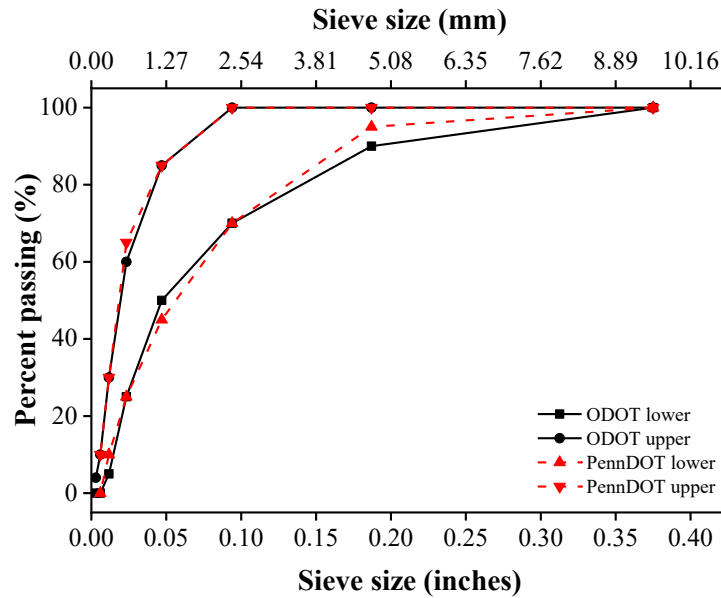 Sieve size (mm)
0.00 1.27 2.54 3.81 5.08 6.35 7.62 8.89 10.16
100
80
60
40
20
0
Percent passing (%)
ODOT lower
ODOT upper
PennDOT lower
PennDOT upper
0.00 0.05 0.10 0.15 0.20 0.25 0.30 0.35 0.40
Sieve size (inches)